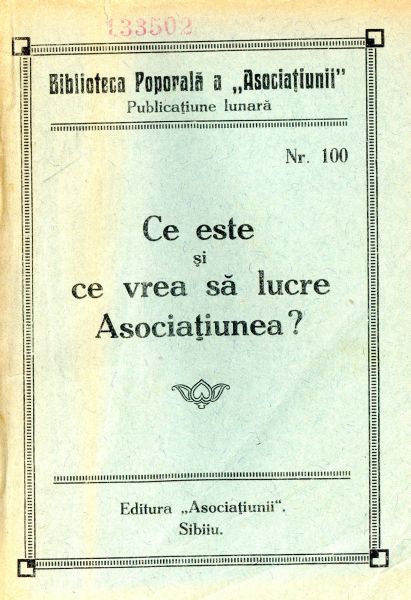 133502
Biblioteca Poporală a „Asociațiunii”
Publicațiune lunară
Nr. 100
Ce este
și
ce vrea să lucre
Asociațiunea?
Editura „Asociațiunii“.
Sibiiu.